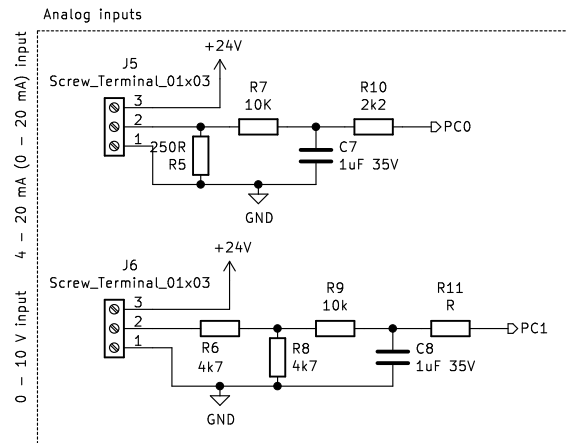 Analog inputs
4 - 20 mA (0 - 20 mA) input
J5
Screw_Terminal_01x03
+24V
3
2
1
250R
R5
R7
10K
C7
1uF 35V
R10
2k2
PC0
GND
0 - 10 V input
J6
Screw_Terminal_01x03
+24V
3
2
1
R6
4k7
R8
4k7
R9
10k
C8
1uF 35V
R11
R
PC1
GND